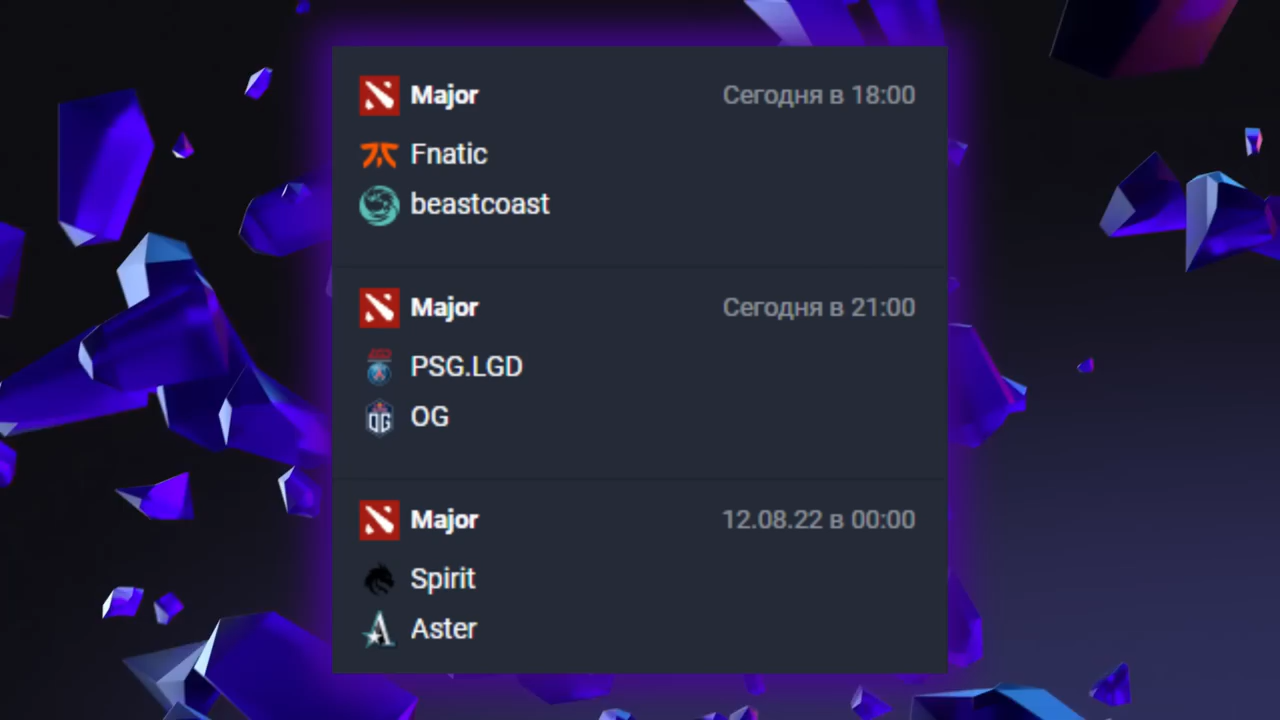 Major Сегодня в 18:00
Fnatic
beastcoast
Major Сегодня в 21:00
PSG.LGD
OG
Major 12.08.22 в 00:00
Spirit
Aster